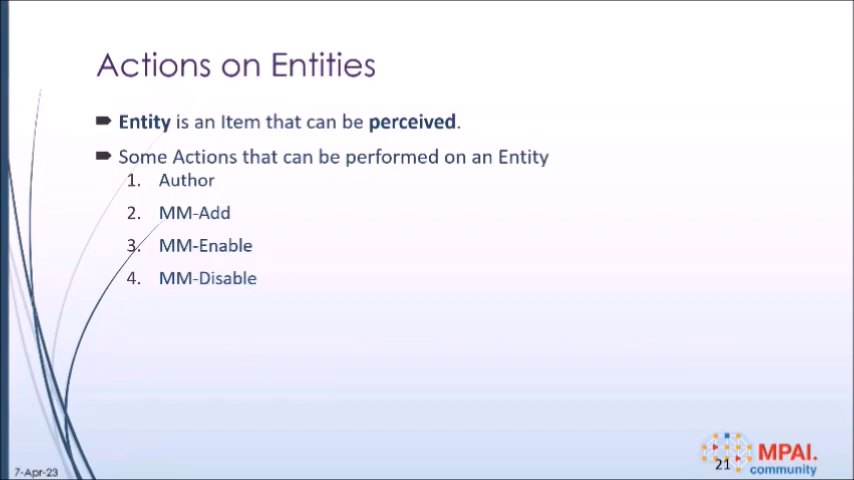 Actions on Entities
Entity is an Item that can be perceived.
Some Actions that can be performed on an Entity
1. Author
2. MM-Add
3. MM-Enable
4. MM-Disable
7-Apr-23
21
MPAI.
community